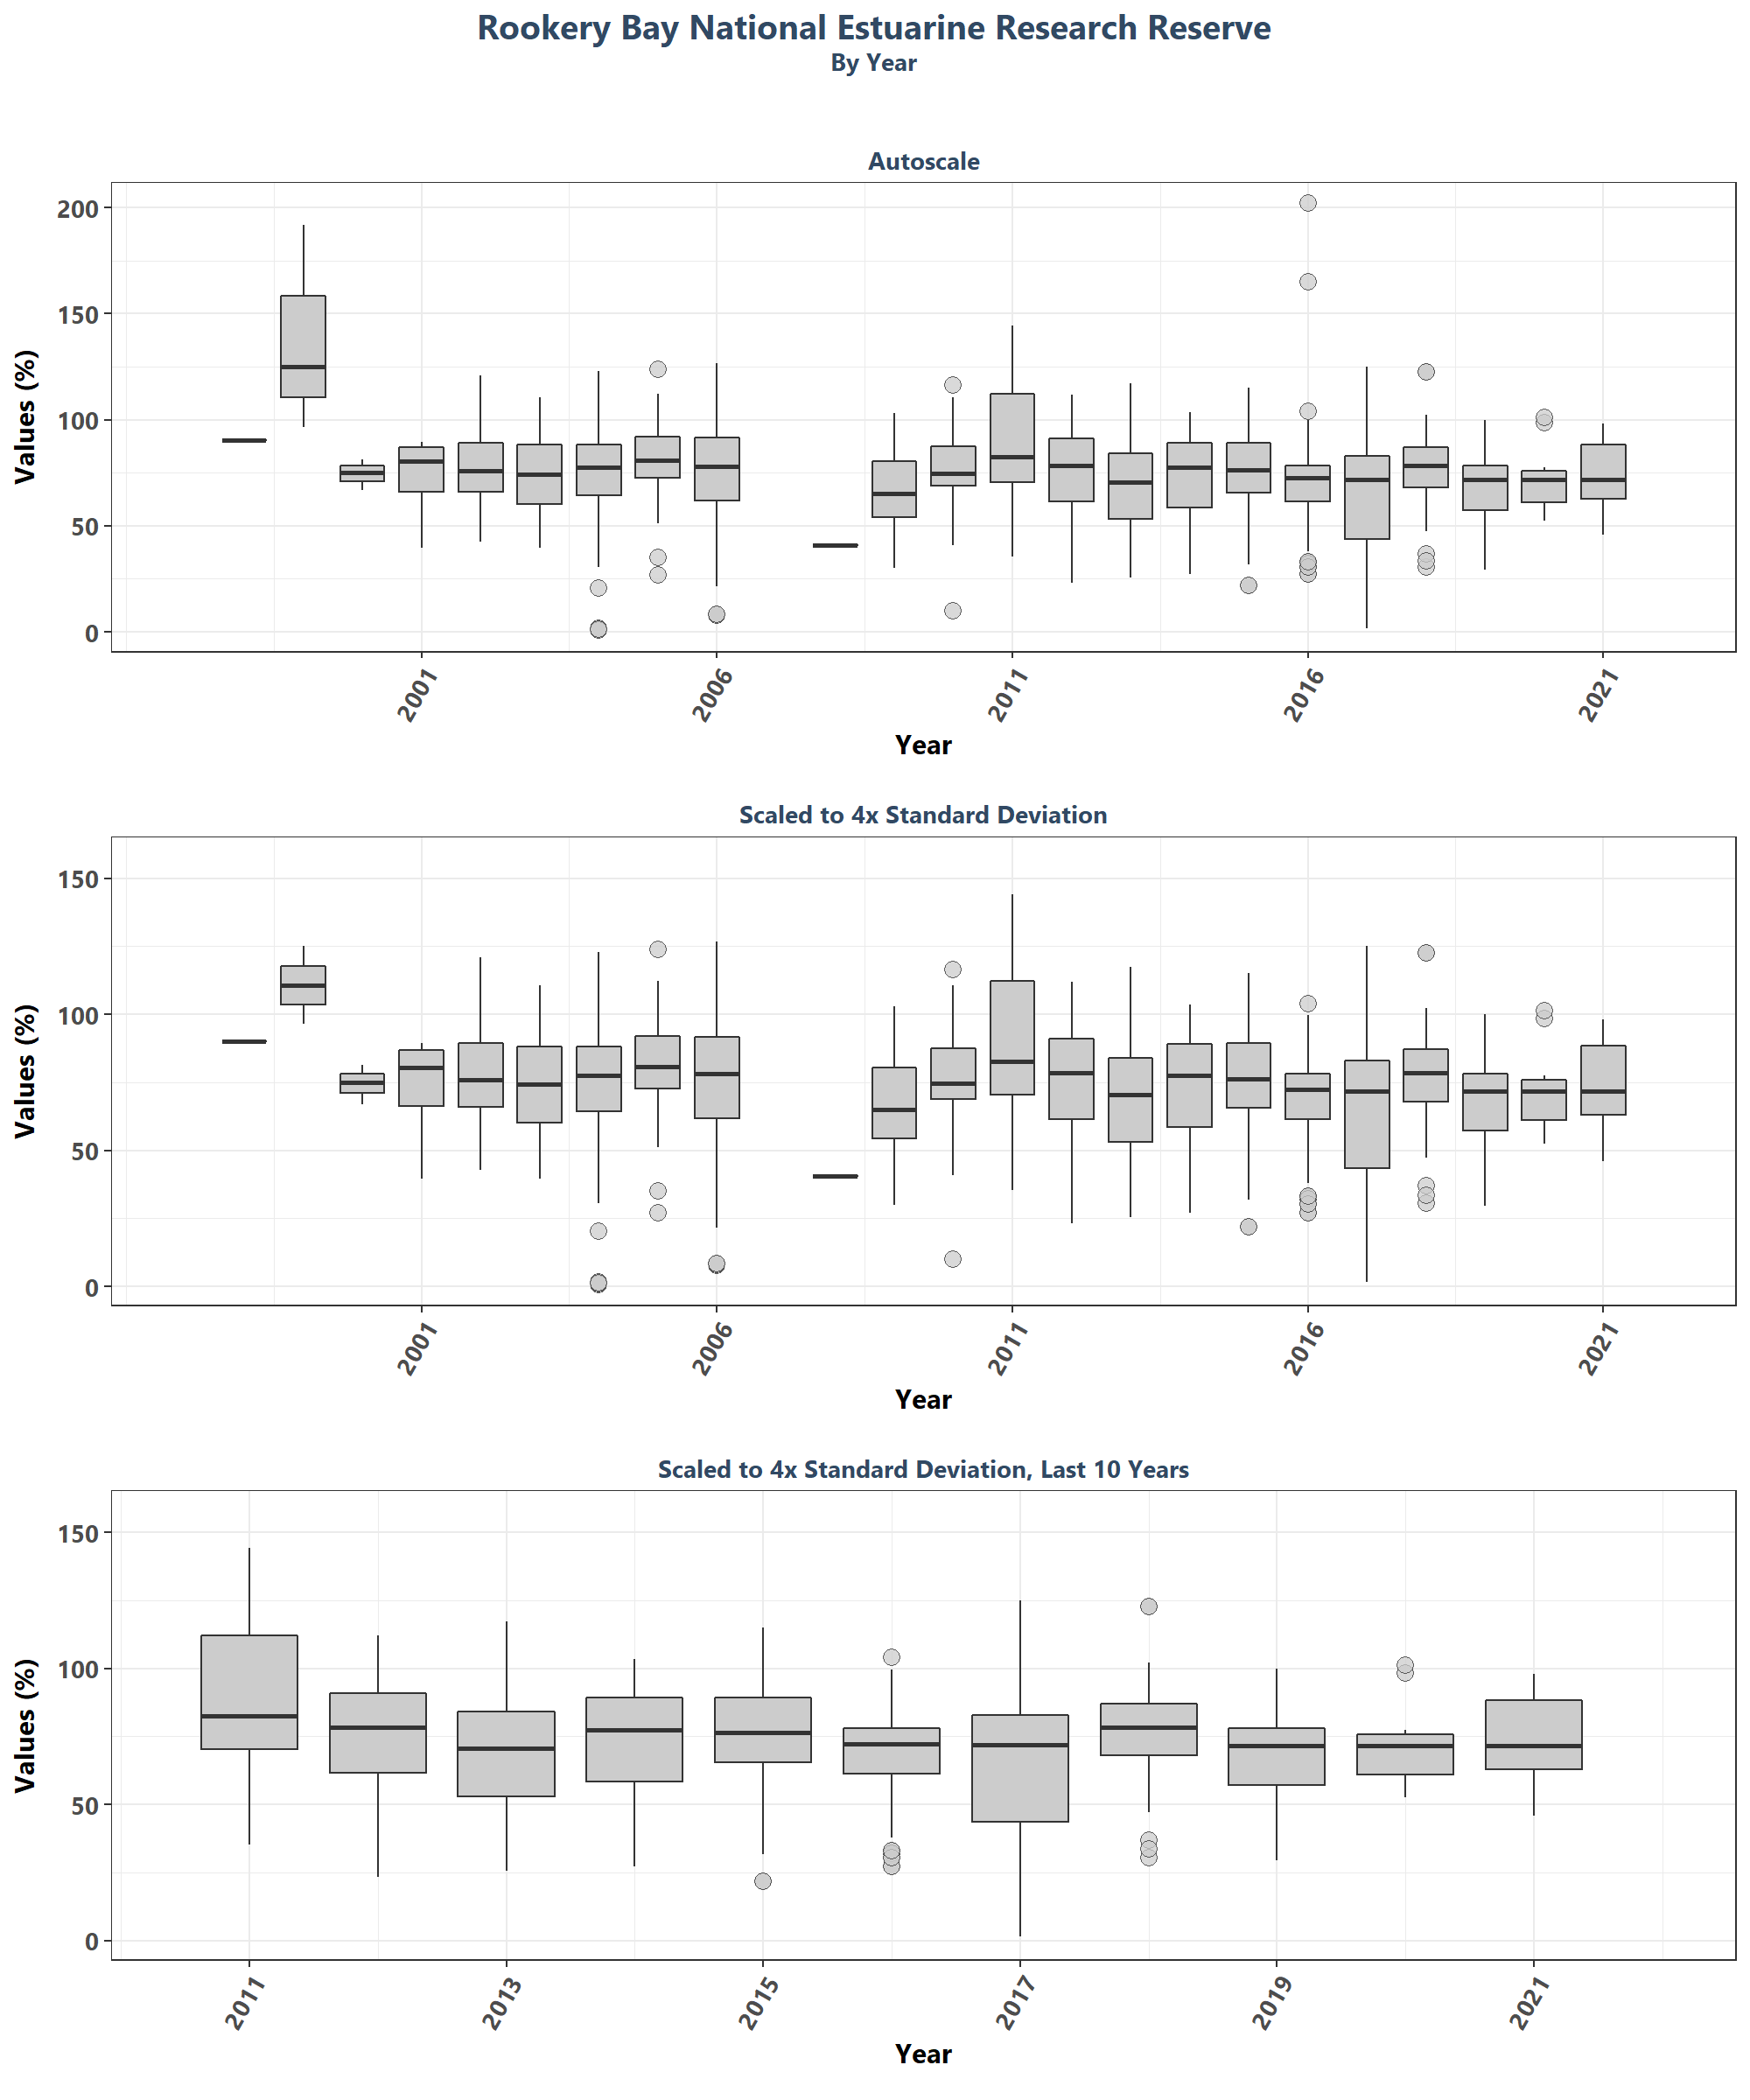 Rookery Bay National Estuarine Research Reserve
By Year
Autoscale
Values (%)
200
150
100
50
0
2001
2006
2011
2016
2021
Year
Scaled to 4x Standard Deviation
Values (%)
150
100
50
0
2001
2006
2011
2016
2021
Year
Scaled to 4x Standard Deviation, Last 10 Years
Values (%)
150
100
50
0
2011
2013
2015
2017
2019
2021
Year